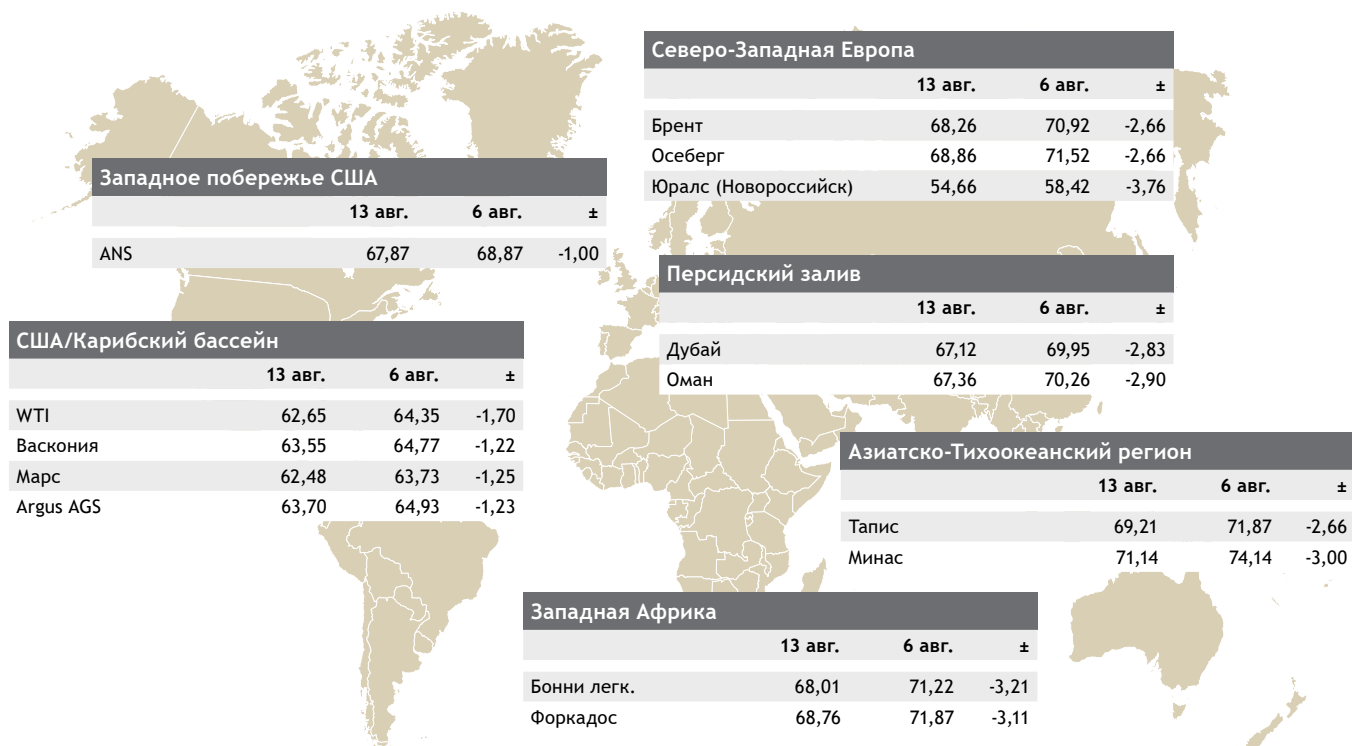 Северо-Западная Европа
13 авг. 6 авг. ±
Брент 68,26 70,92 -2,66
Осеберг 68,86 71,52 -2,66
Юралс (Новороссийск) 54,66 58,42 -3,76
Западное побережье США
13 авг. 6 авг. ±
ANS 67,87 68,87 -1,00
Персидский залив
13 авг. 6 авг. ±
Дубай 67,12 69,95 -2,83
Оман 67,36 70,26 -2,90
США/Карибский бассейн
13 авг. 6 авг. ±
WTI 62,65 64,35 -1,70
Васкония 63,55 64,77 -1,22
Марс 62,48 63,73 -1,25
Argus AGS 63,70 64,93 -1,23
Азиатско-Тихоокеанский регион
13 авг. 6 авг. ±
Тапис 69,21 71,87 -2,66
Минас 71,14 74,14 -3,00
Западная Африка
13 авг. 6 авг. ±
Бонни легк. 68,01 71,22 -3,21
Форкадос 68,76 71,87 -3,11